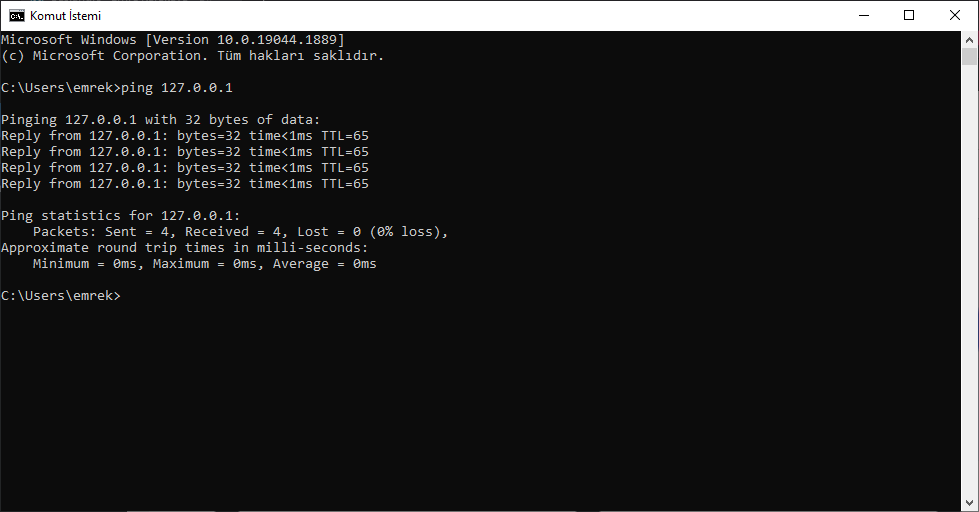 Komut İstemi
Microsoft Windows [Version 10.0.19044.1889]
(c) Microsoft Corporation. Tüm hakları saklıdır.
C:\Users\emrek>ping 127.0.0.1
Pinging 127.0.0.1 with 32 bytes of data:
Reply from 127.0.0.1: bytes=32 time<1ms TTL=65
Reply from 127.0.0.1: bytes=32 time<1ms TTL=65
Reply from 127.0.0.1: bytes=32 time<1ms TTL=65
Reply from 127.0.0.1: bytes=32 time<1ms TTL=65
Ping statistics for 127.0.0.1:
    Packets: Sent = 4, Received = 4, Lost = 0 (0% loss),
Approximate round trip times in milli-seconds:
    Minimum = 0ms, Maximum = 0ms, Average = 0ms
C:\Users\emrek>